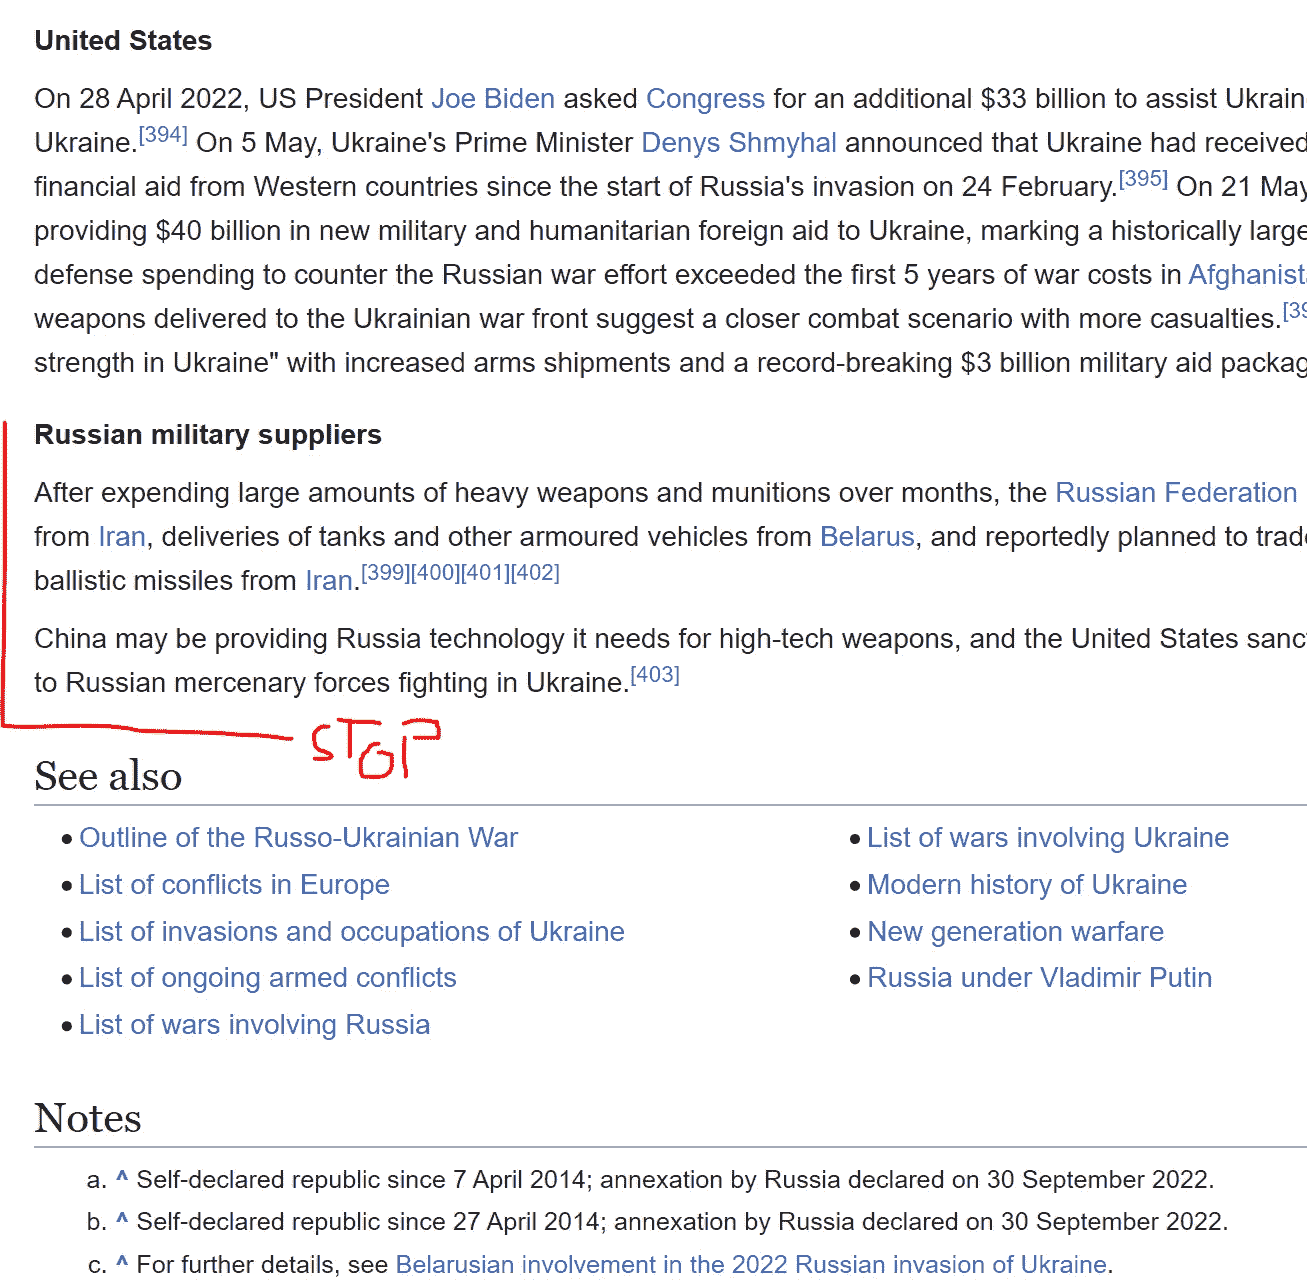 United States
On 28 April 2022, US President Joe Biden asked Congress for an additional $33 billion to assist Ukrain
Ukraine.[394] On 5 May, Ukraine's Prime Minister Denys Shmyhal announced that Ukraine had received
financial aid from Western countries since the start of Russia's invasion on 24 February.[395] On 21 May
providing $40 billion in new military and humanitarian foreign aid to Ukraine, marking a historically large
defense spending to counter the Russian war effort exceeded the first 5 years of war costs in Afghanist
weapons delivered to the Ukrainian war front suggest a closer combat scenario with more casualties.[39
strength in Ukraine" with increased arms shipments and a record-breaking $3 billion military aid packag
Russian military suppliers
After expending large amounts of heavy weapons and munitions over months, the Russian Federation
from Iran, deliveries of tanks and other armoured vehicles from Belarus, and reportedly planned to trad
ballistic missiles from Iran.[399][400][401][402]
China may be providing Russia technology it needs for high-tech weapons, and the United States sanc
to Russian mercenary forces fighting in Ukraine.[403]
STOP
See also
• Outline of the Russo-Ukrainian War
• List of conflicts in Europe
• List of invasions and occupations of Ukraine
• List of ongoing armed conflicts
• List of wars involving Russia
• List of wars involving Ukraine
• Modern history of Ukraine
• New generation warfare
• Russia under Vladimir Putin
Notes
a. ^ Self-declared republic since 7 April 2014; annexation by Russia declared on 30 September 2022.
b. ^ Self-declared republic since 27 April 2014; annexation by Russia declared on 30 September 2022.
c. ^ For further details, see Belarusian involvement in the 2022 Russian invasion of Ukraine.